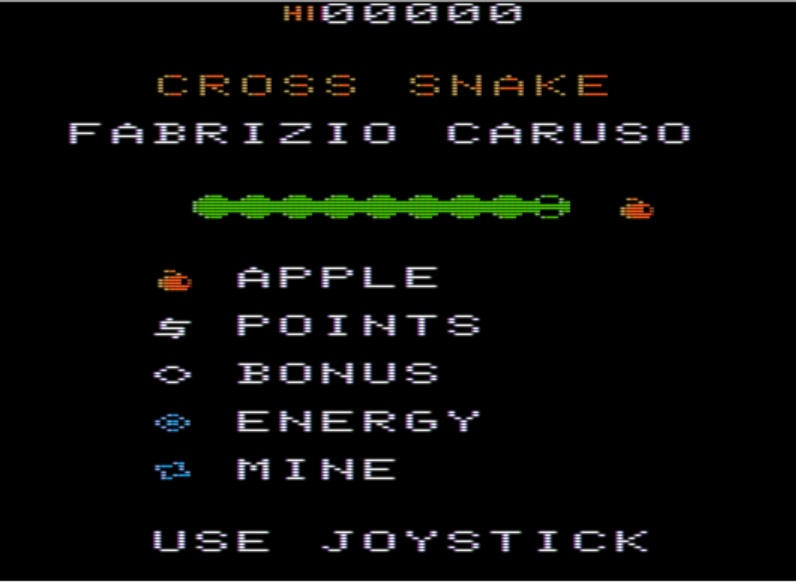 HI00000
CROSS SNAKE
FABRIZIO CARUSO
APPLE
POINTS
BONUS
ENERGY
MINE
USE JOYSTICK